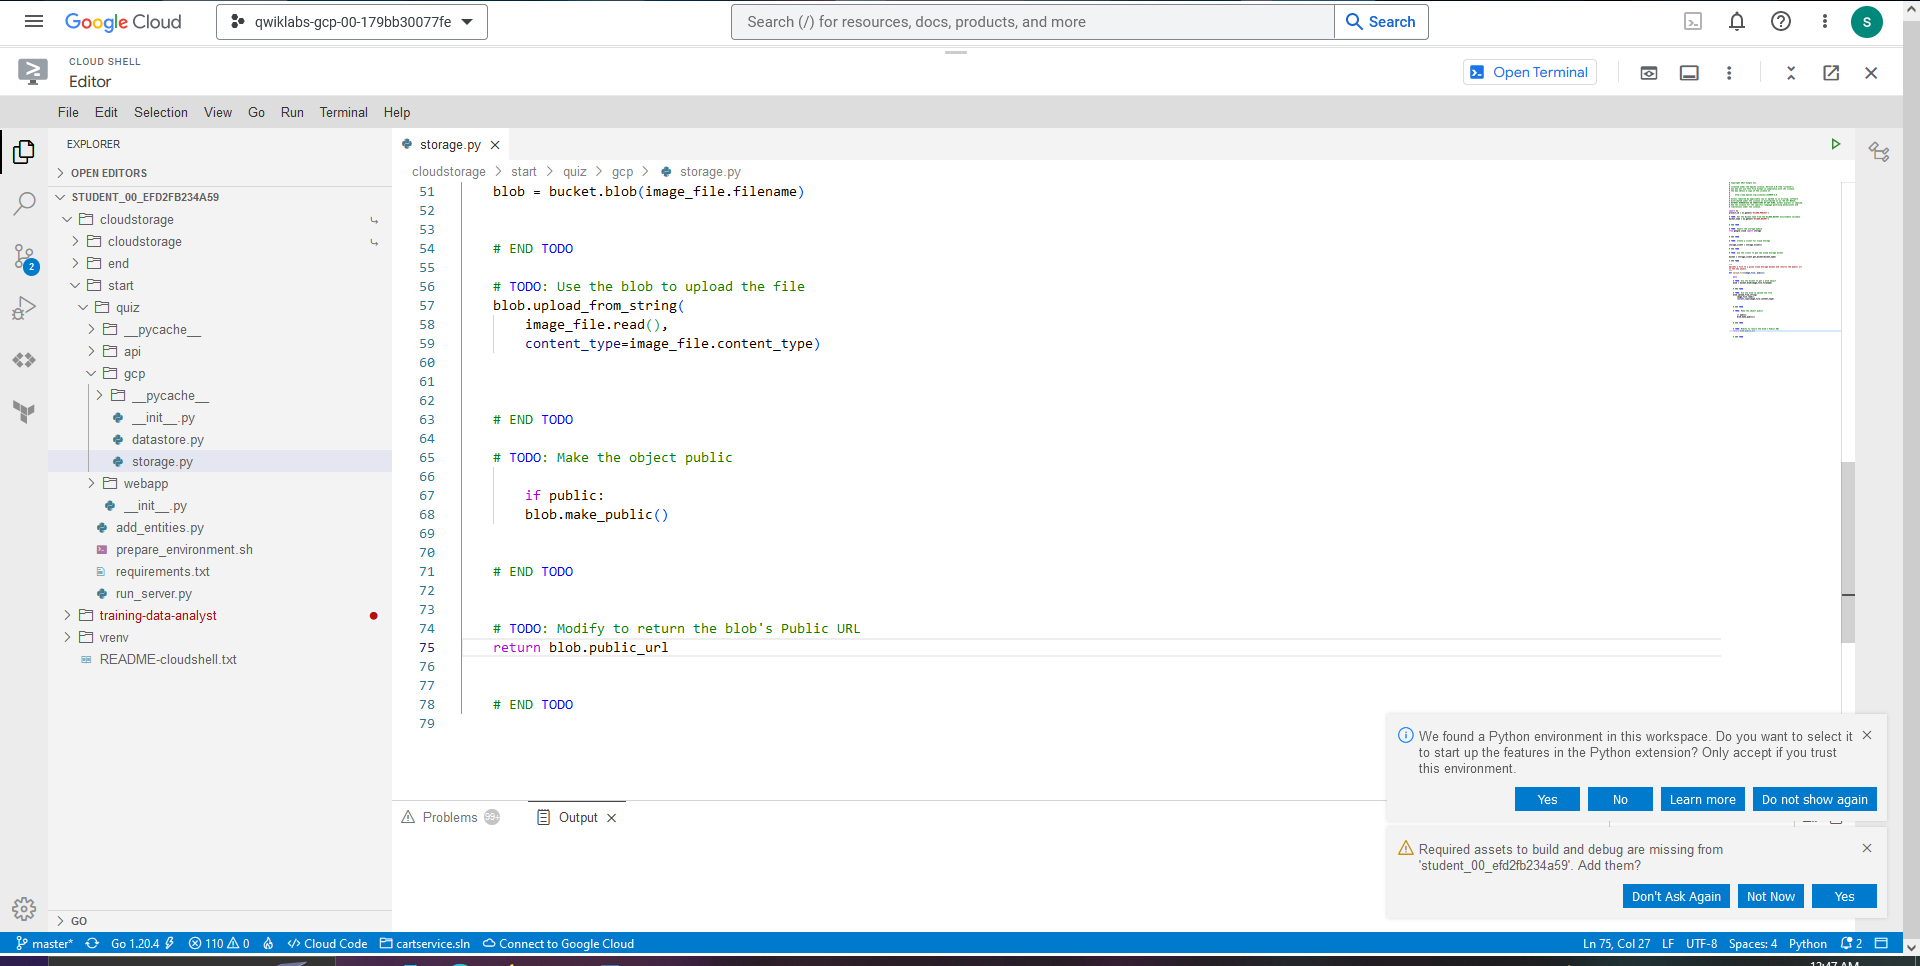 Google Cloud
qwiklabs-gcp-00-179bb30077fe
Search (/) for resources, docs, products, and more
Search
S
CLOUD SHELL
Editor
Open Terminal
File Edit Selection View Go Run Terminal Help
EXPLORER
OPEN EDITORS
STUDENT_00_EFD2FB234A59
cloudstorage
cloudstorage
end
start
quiz
__pycache__
api
gcp
__pycache__
__init__.py
datastore.py
storage.py
webapp
__init__.py
add_entities.py
prepare_environment.sh
requirements.txt
run_server.py
training-data-analyst
vrenv
README-cloudshell.txt
GO
2
storage.py
cloudstorage > start > quiz > gcp > storage.py
51 blob = bucket.blob(image_file.filename)
52
53
54 # END TODO
55
56 # TODO: Use the blob to upload the file
57 blob.upload_from_string(
58 image_file.read(),
59 content_type=image_file.content_type)
60
61
62
63 # END TODO
64
65 # TODO: Make the object public
66
67 if public:
68 blob.make_public()
69
70
71 # END TODO
72
73
74 # TODO: Modify to return the blob's Public URL
75 return blob.public_url
76
77
78 # END TODO
79
Problems 99+ Output
We found a Python environment in this workspace. Do you want to select it
to start up the features in the Python extension? Only accept if you trust
this environment.
Yes No Learn more Do not show again
Required assets to build and debug are missing from
'student_00_efd2fb234a59'. Add them?
Don't Ask Again Not Now Yes
master* Go 1.20.4 110 0 </> Cloud Code cartservice.sln Connect to Google Cloud
Ln 75, Col 27 LF UTF-8 Spaces: 4 Python 2